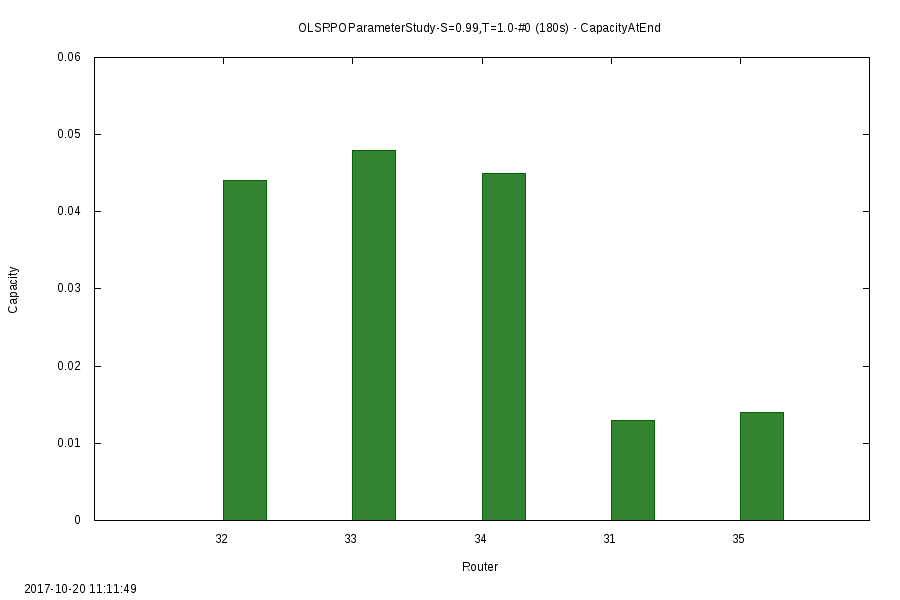 OLSRPOParameterStudy-S=0.99,T=1.0-#0 (180s) - CapacityAtEnd
0.06
0.05
0.04
0.03
0.02
0.01
0
Capacity
32 33 34 31 35
Router
2017-10-20 11:11:49